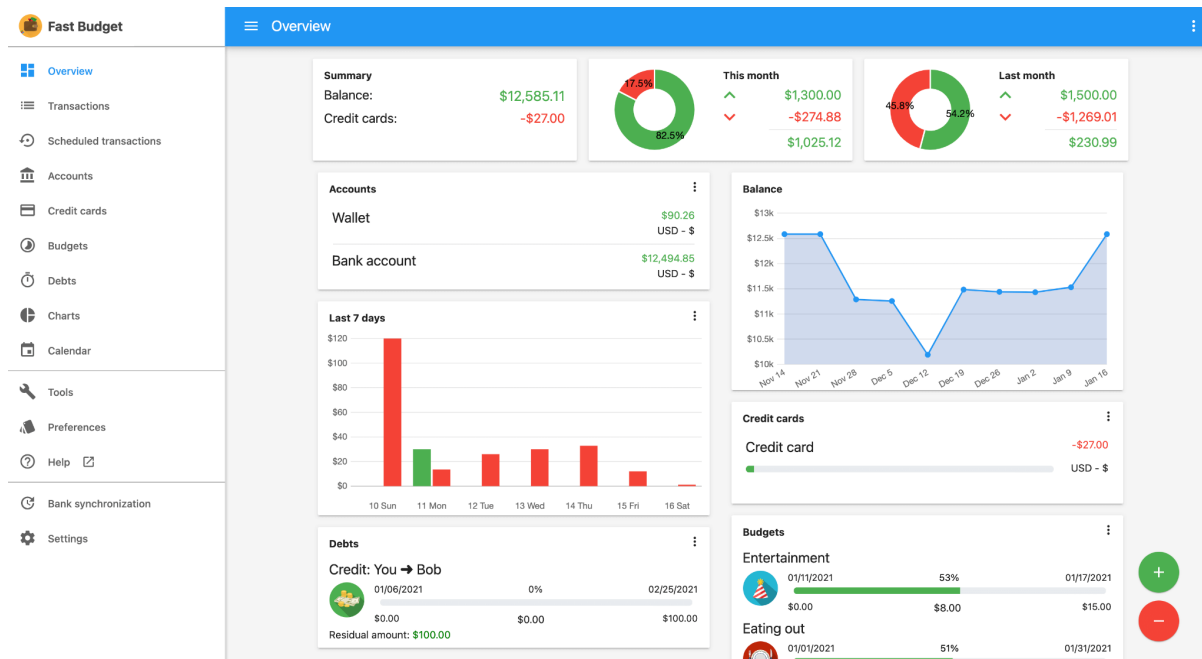 Fast Budget
Overview
Transactions
Scheduled transactions
Accounts
Credit cards
Budgets
Debts
Charts
Calendar
Tools
Preferences
Help
Bank synchronization
Settings
Overview
Summary
Balance: $12,585.11
Credit cards: -$27.00
17.5%
82.5%
This month
$1,300.00
-$274.88
$1,025.12
45.8%
54.2%
Last month
$1,500.00
-$1,269.01
$230.99
Accounts
Wallet $90.26
USD - $
Bank account $12,494.85
USD - $
Last 7 days
$120
$100
$80
$60
$40
$20
$0
10 Sun 11 Mon 12 Tue 13 Wed 14 Thu 15 Fri 16 Sat
Debts
Credit: You ➔ Bob
01/06/2021 0% 02/25/2021
$0.00 $0.00 $100.00
Residual amount: $100.00
Balance
$13k
$12.5k
$12k
$11.5k
$11k
$10.5k
$10k
Nov 14 Nov 21 Nov 28 Dec 5 Dec 12 Dec 19 Dec 26 Jan 2 Jan 9 Jan 16
Credit cards
Credit card -$27.00
USD - $
Budgets
Entertainment
01/11/2021 53% 01/17/2021
$0.00 $8.00 $15.00
Eating out
01/01/2021 51% 01/31/2021